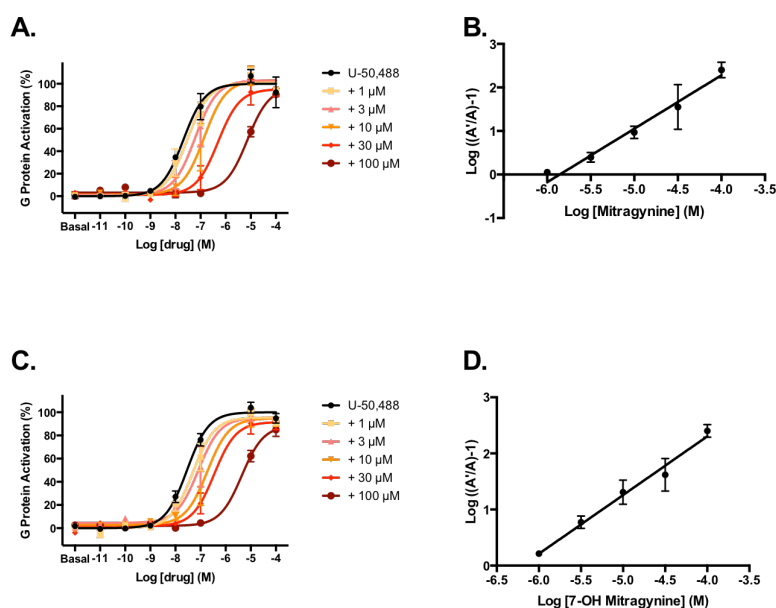 A.
G Protein Activation (%)
100
80
60
40
20
0
Basal -11 -10 -9 -8 -7 -6 -5 -4
Log [drug] (M)
U-50,488
+ 1 µM
+ 3 µM
+ 10 µM
+ 30 µM
+ 100 µM
B.
Log ((A'/A)-1)
3
2
1
0
-1
-6.0 -5.5 -5.0 -4.5 -4.0 -3.5
Log [Mitragynine] (M)
C.
G Protein Activation (%)
100
80
60
40
20
0
Basal -11 -10 -9 -8 -7 -6 -5 -4
Log [drug] (M)
U-50,488
+ 1 µM
+ 3 µM
+ 10 µM
+ 30 µM
+ 100 µM
D.
Log ((A'/A)-1)
3
2
1
0
-6.5 -6.0 -5.5 -5.0 -4.5 -4.0 -3.5
Log [7-OH Mitragynine] (M)